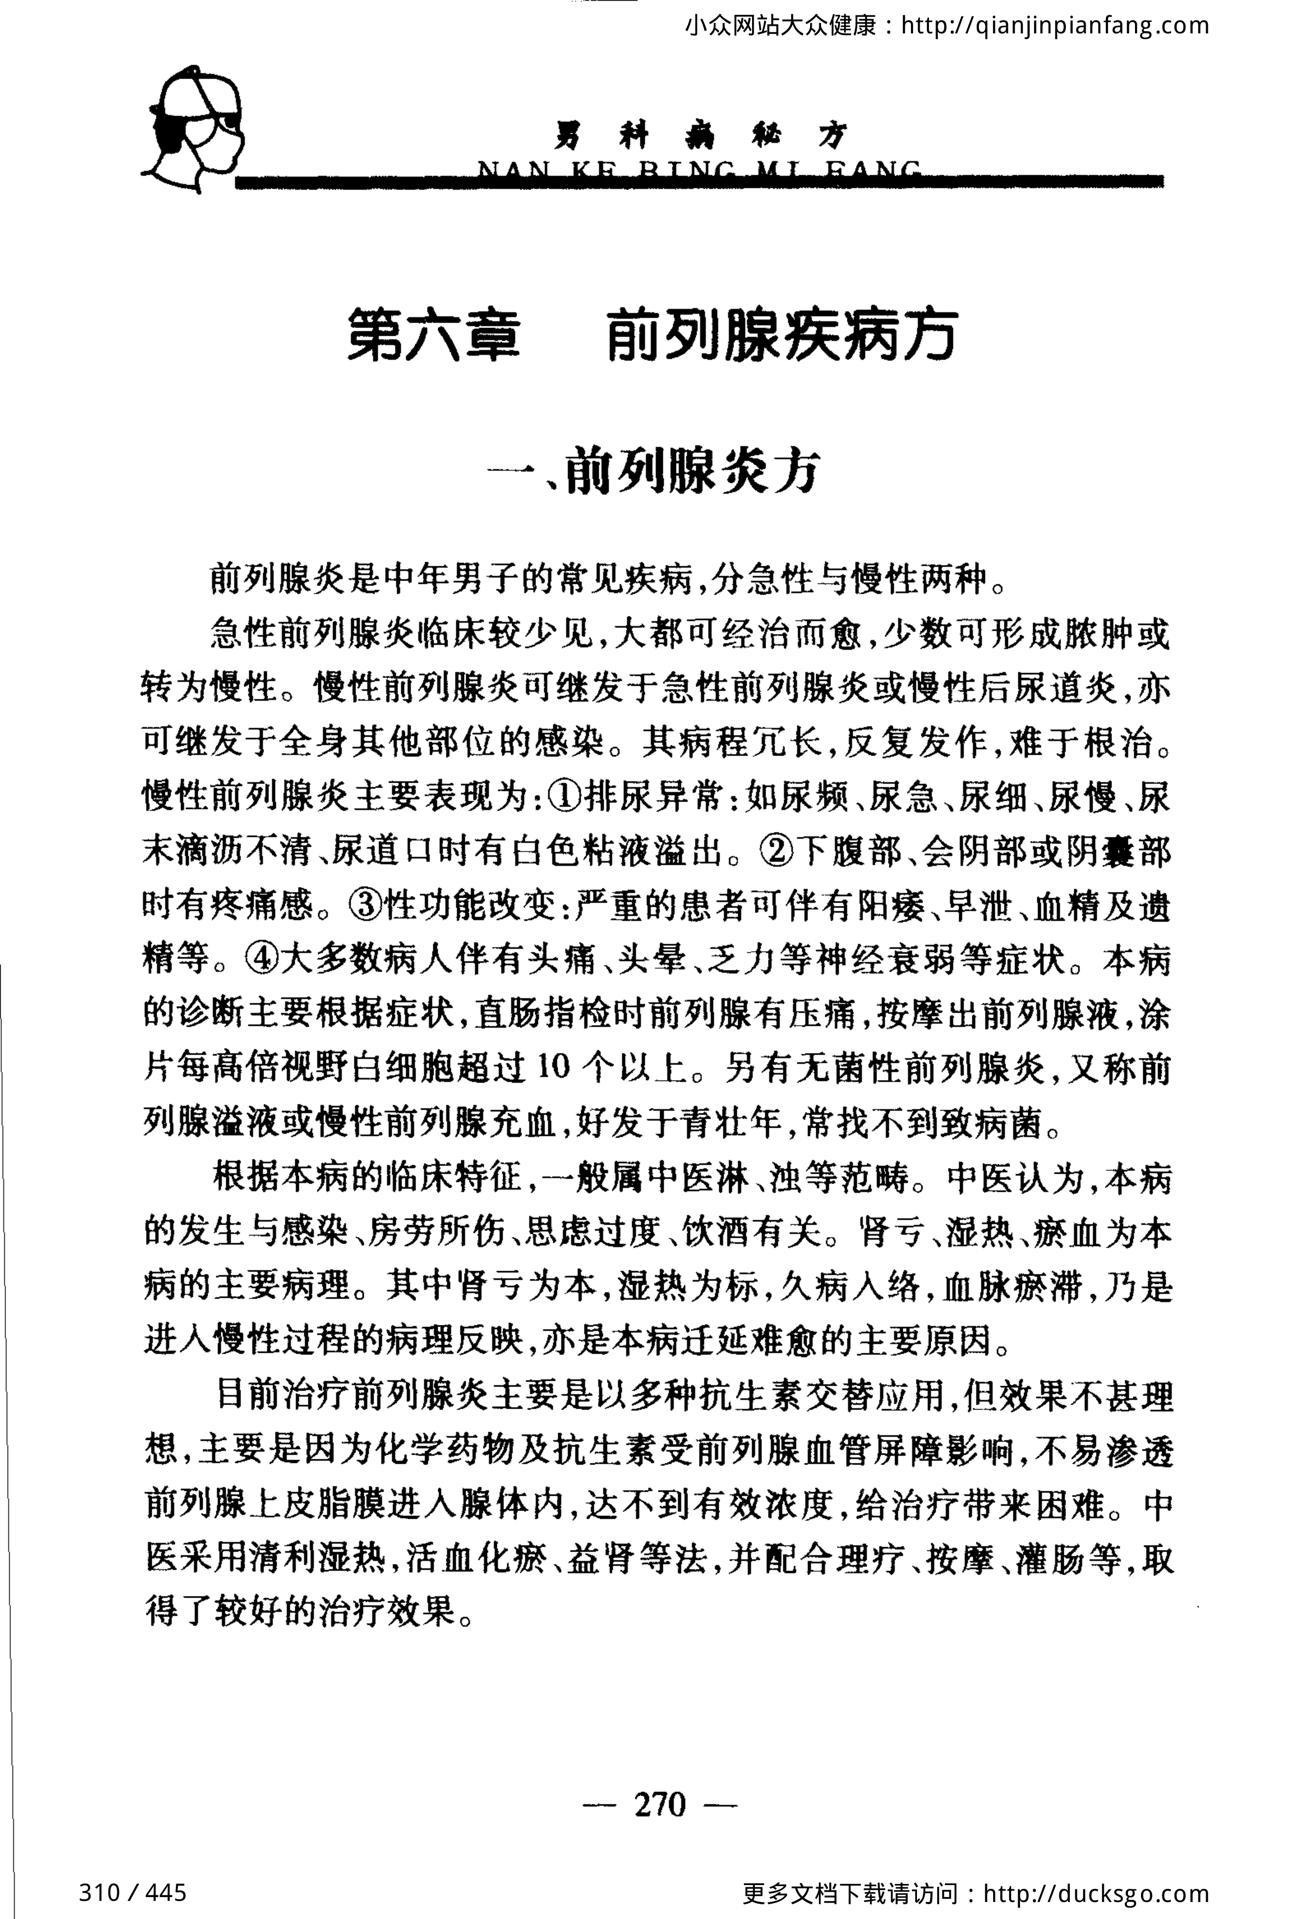 小众网站大众健康：http://qianjinpianfang.com
男科病秘方
NAN KE BING MI FANG
第六章 前列腺疾病方
一、前列腺炎方
前列腺炎是中年男子的常见疾病,分急性与慢性两种。
急性前列腺炎临床较少见,大都可经治而愈,少数可形成脓肿或
转为慢性。慢性前列腺炎可继发于急性前列腺炎或慢性后尿道炎,亦
可继发于全身其他部位的感染。其病程冗长,反复发作,难于根治。
慢性前列腺炎主要表现为:①排尿异常:如尿频、尿急、尿细、尿慢、尿
末滴沥不清、尿道口时有白色粘液溢出。②下腹部、会阴部或阴囊部
时有疼痛感。③性功能改变:严重的患者可伴有阳痿、早泄、血精及遗
精等。④大多数病人伴有头痛、头晕、乏力等神经衰弱等症状。本病
的诊断主要根据症状,直肠指检时前列腺有压痛,按摩出前列腺液,涂
片每高倍视野白细胞超过 10 个以上。另有无菌性前列腺炎,又称前
列腺溢液或慢性前列腺充血,好发于青壮年,常找不到致病菌。
根据本病的临床特征,一般属中医淋、浊等范畴。中医认为,本病
的发生与感染、房劳所伤、思虑过度、饮酒有关。肾亏、湿热、瘀血为本
病的主要病理。其中肾亏为本,湿热为标,久病入络,血脉瘀滞,乃是
进入慢性过程的病理反映,亦是本病迁延难愈的主要原因。
目前治疗前列腺炎主要是以多种抗生素交替应用,但效果不甚理
想,主要是因为化学药物及抗生素受前列腺血管屏障影响,不易渗透
前列腺上皮脂膜进入腺体内,达不到有效浓度,给治疗带来困难。中
医采用清利湿热,活血化瘀、益肾等法,并配合理疗、按摩、灌肠等,取
得了较好的治疗效果。
— 270 —
310 / 445
更多文档下载请访问：http://ducksgo.com